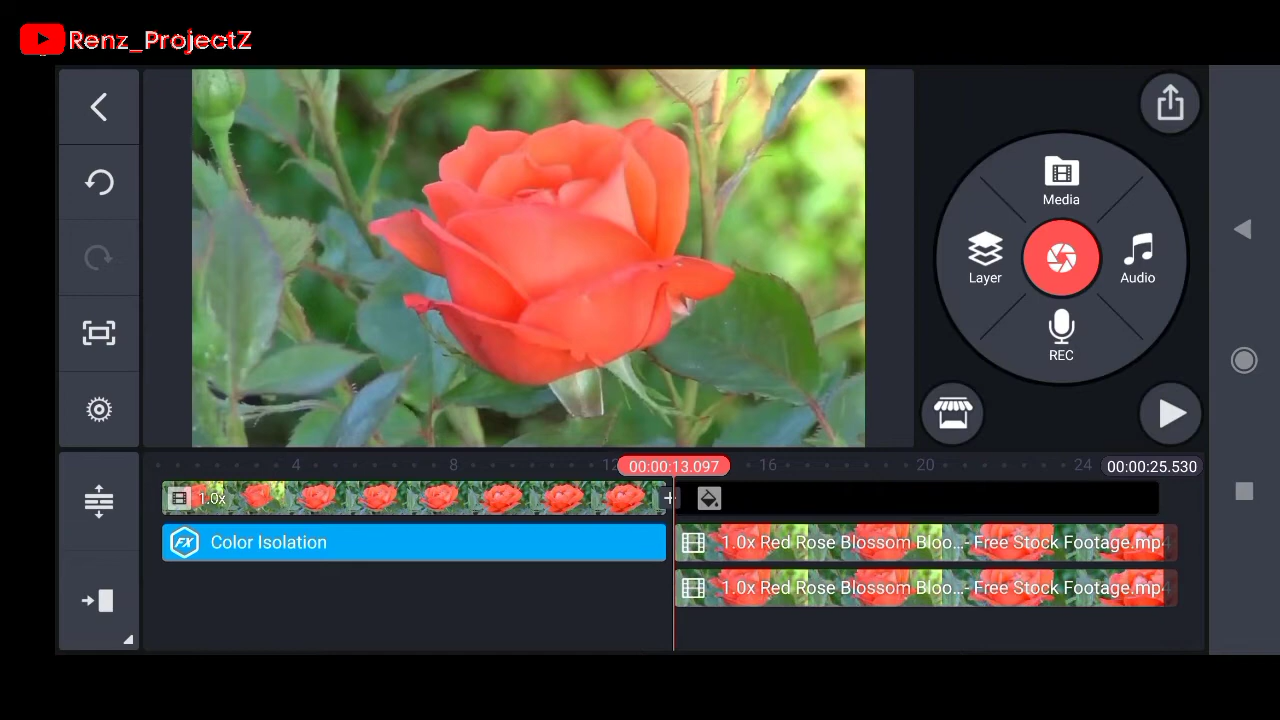 Renz_ProjectZ
Media
Layer
Audio
REC
4
8
12
00:00:13.097
16
20
24
00:00:25.530
1.0x
FX Color Isolation
1.0x Red Rose Blossom Bloo...- Free Stock Footage.mp4
1.0x Red Rose Blossom Bloo...- Free Stock Footage.mp4